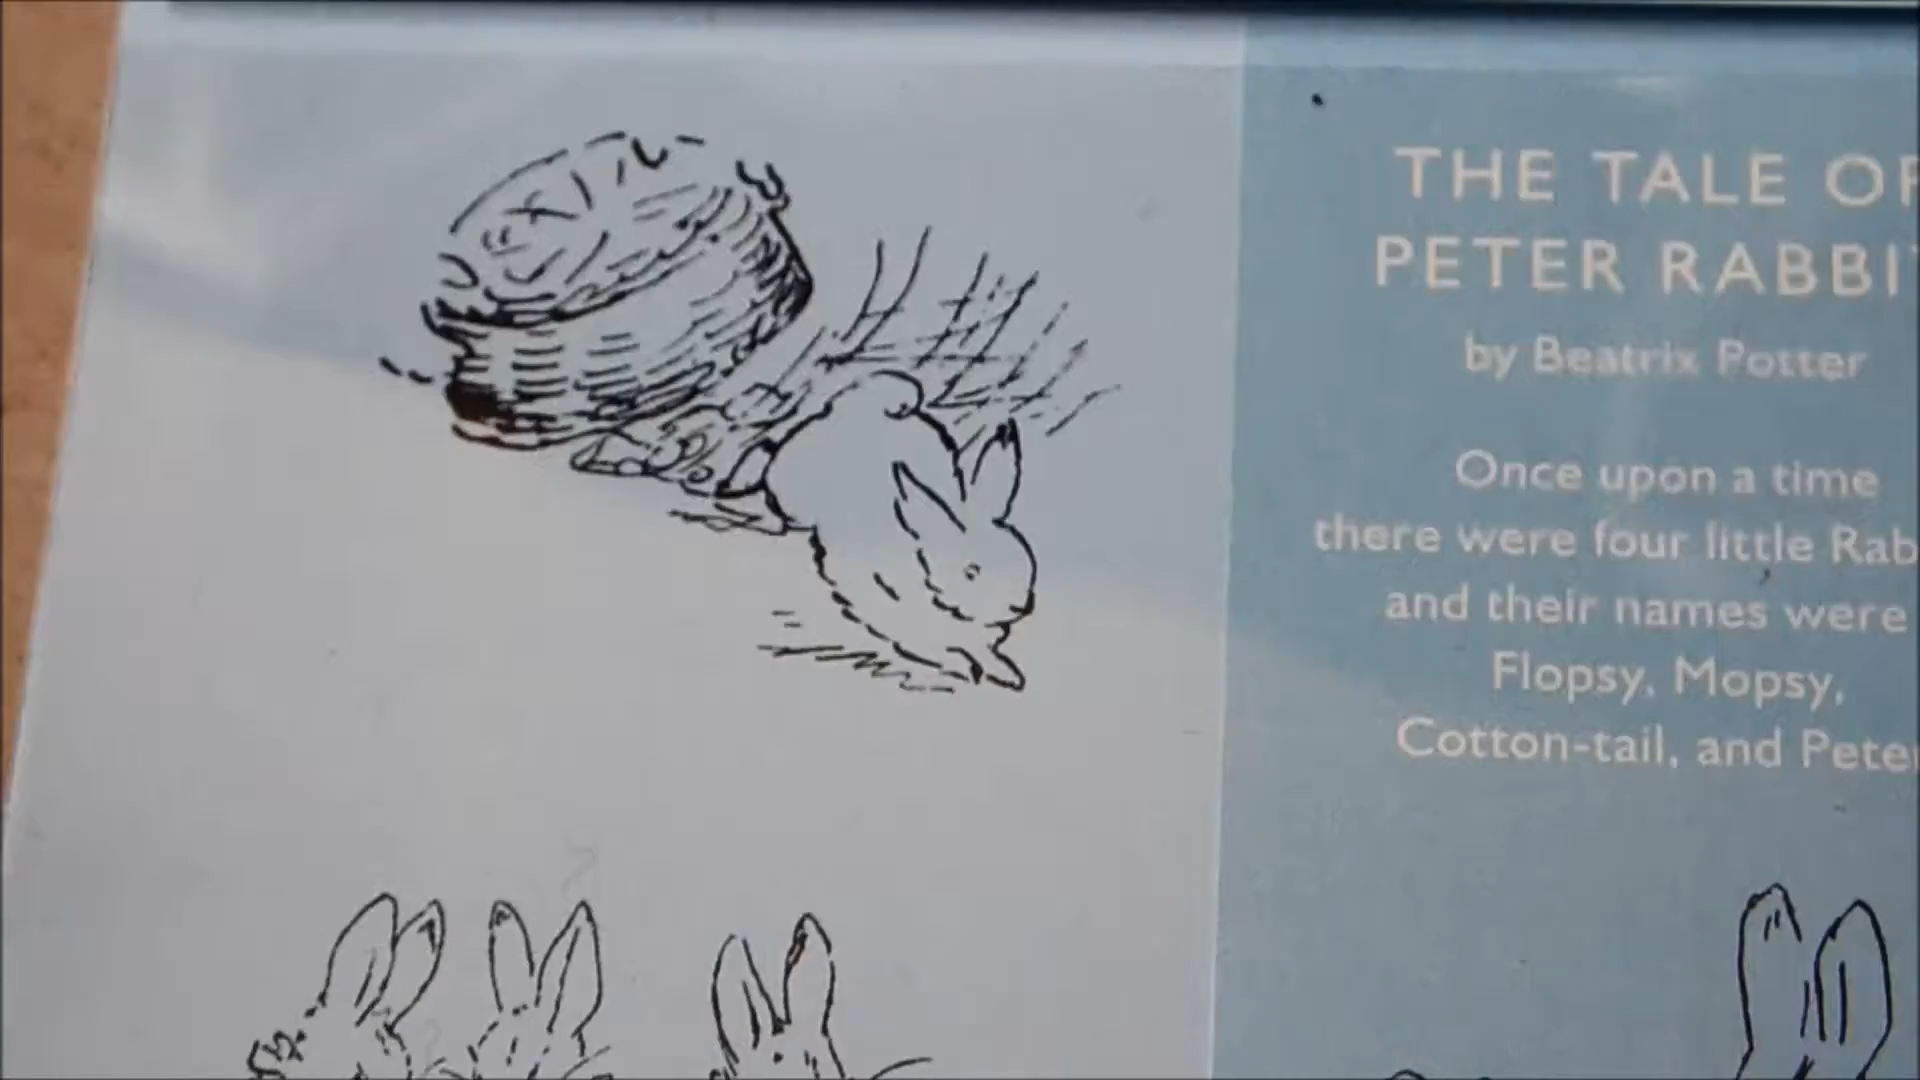 THE TALE OF
PETER RABBI
by Beatrix Potter
Once upon a time
there were four little Rab
and their names were
Flopsy, Mopsy,
Cotton-tail, and Peter